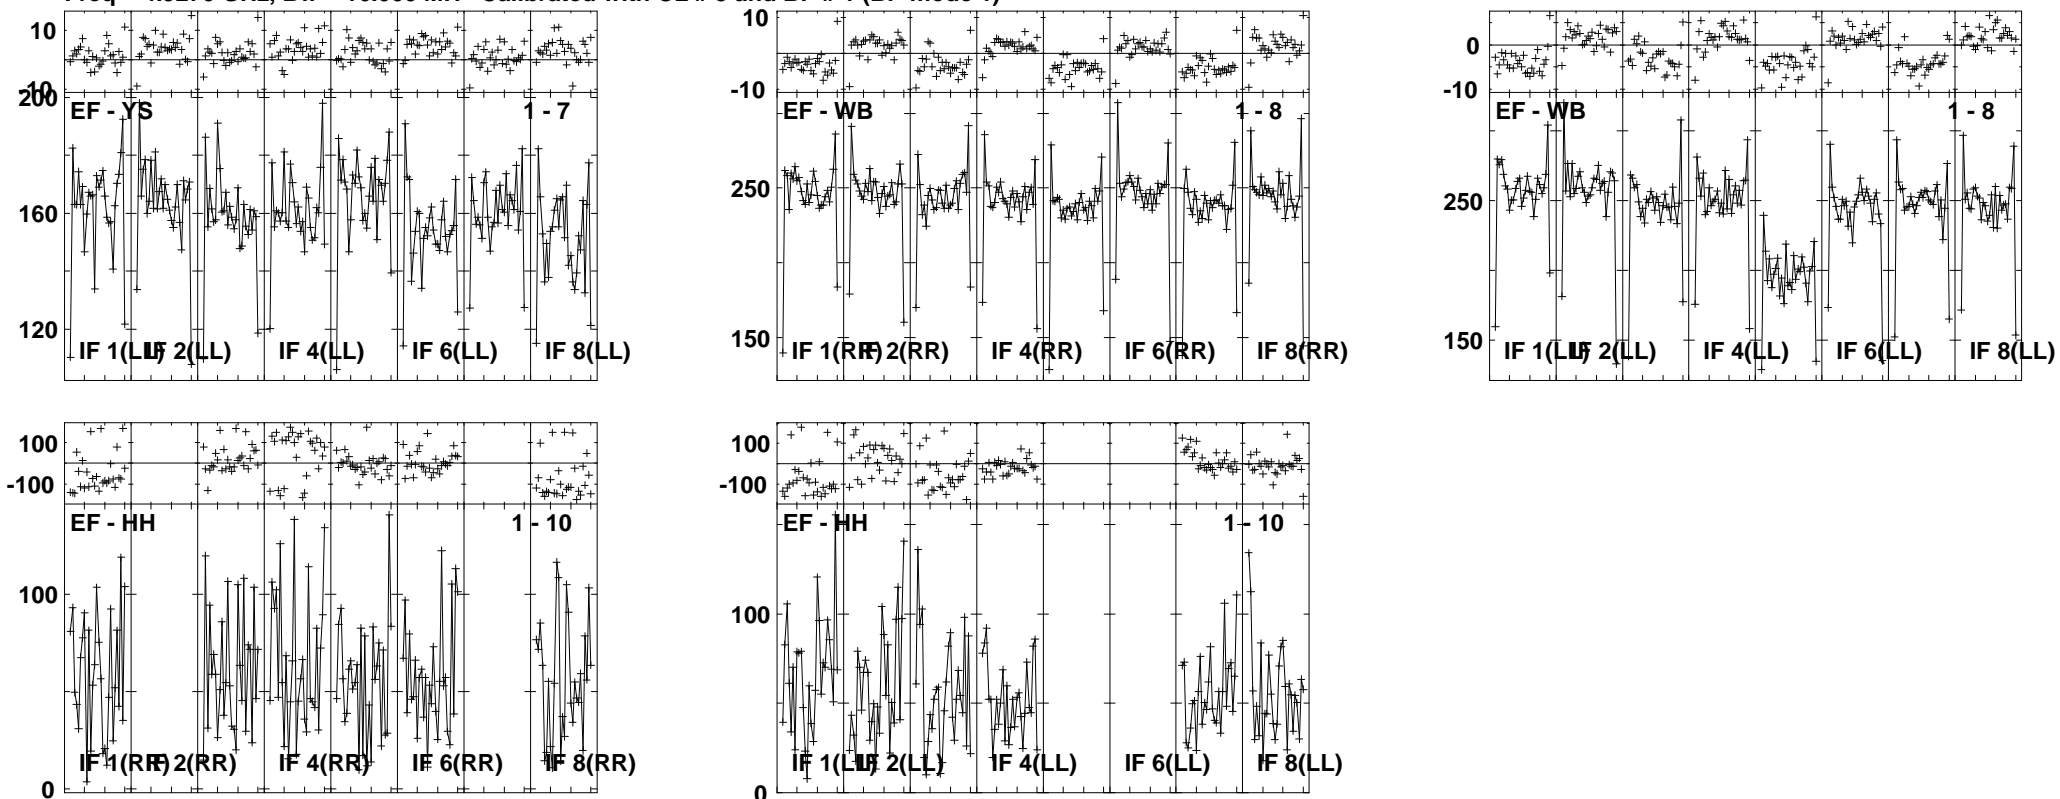 10
-10
200
160
120
EF - YS
1 - 7
IF 1(LL)
IF 2(LL)
IF 4(LL)
IF 6(LL)
IF 8(LL)
10
-10
250
150
EF - WB
1 - 8
IF 1(RR)
IF 2(RR)
IF 4(RR)
IF 6(RR)
IF 8(RR)
0
-10
250
150
EF - WB
1 - 8
IF 1(LL)
IF 2(LL)
IF 4(LL)
IF 6(LL)
IF 8(LL)
100
-100
100
0
EF - HH
1 - 10
IF 1(RR)
IF 2(RR)
IF 4(RR)
IF 6(RR)
IF 8(RR)
100
-100
100
0
EF - HH
1 - 10
IF 1(LL)
IF 2(LL)
IF 4(LL)
IF 6(LL)
IF 8(LL)